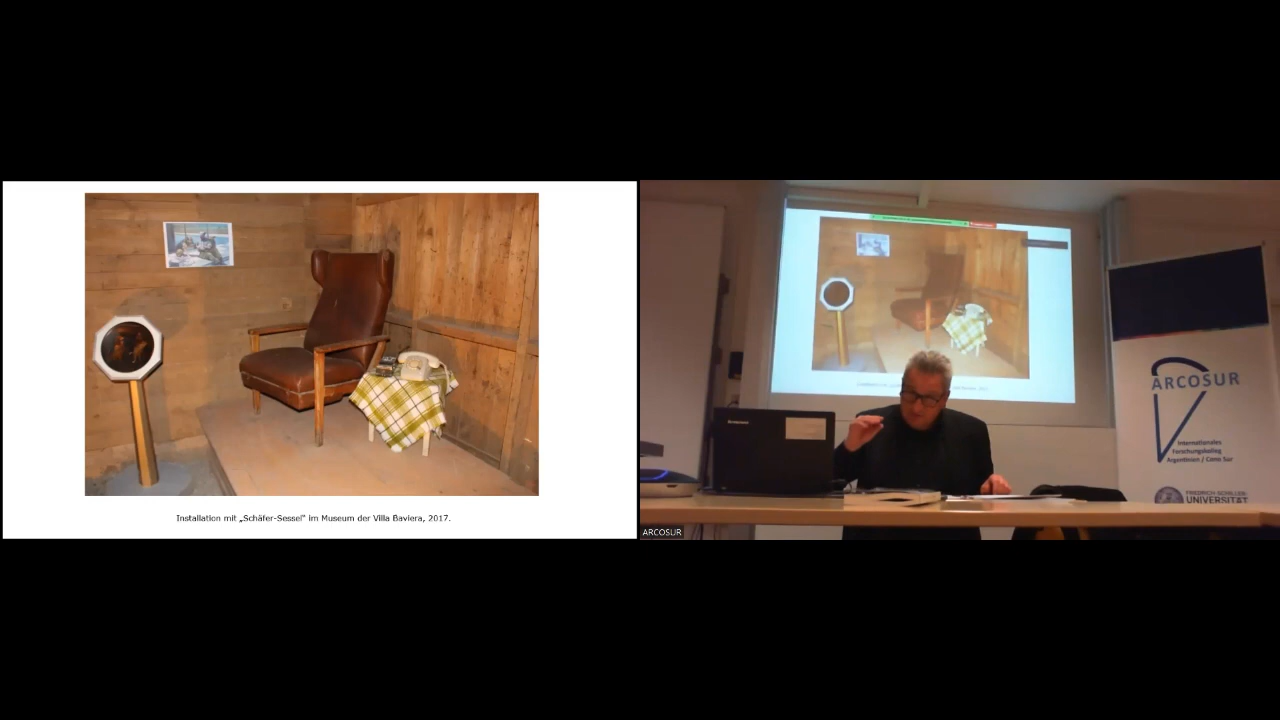 Installation mit „Schäfer-Sessel" im Museum der Villa Baviera, 2017.
ARCOSUR
Internationales
Forschungskolleg
Argentinien / Cono Sur
FRIEDRICH-SCHILLER-
UNIVERSITÄT
ARCOSUR